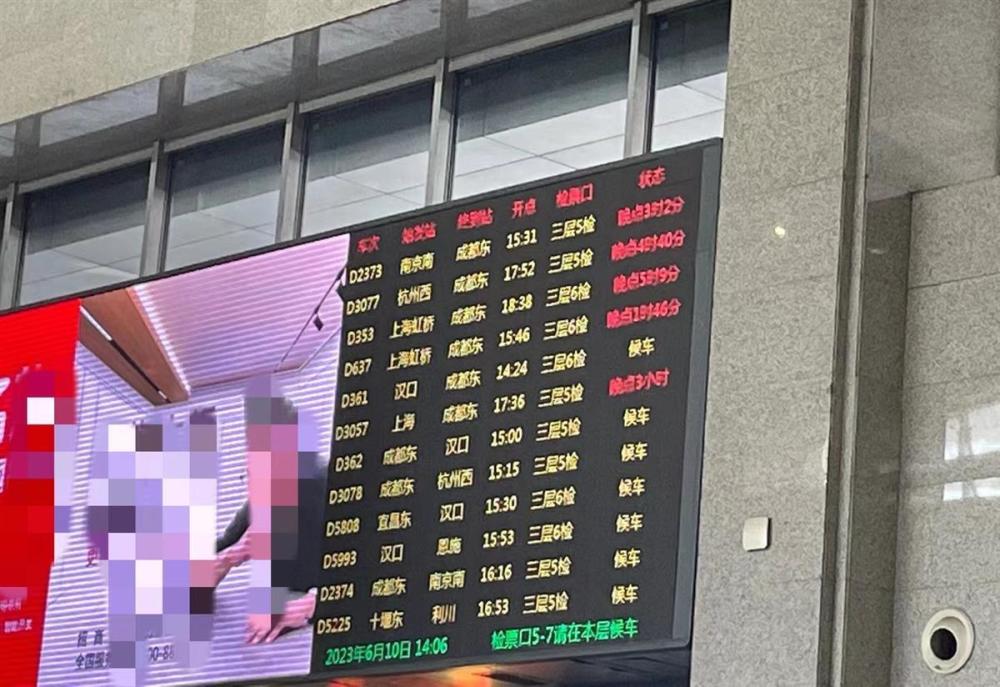 车次 始发站 终到站 开点 检票口 状态
D2373 南京南 成都东 15:31 三层5检 晚点3时2分
D3077 杭州西 成都东 17:52 三层5检 晚点4时40分
D353 上海虹桥 成都东 18:38 三层6检 晚点5时9分
D637 上海虹桥 成都东 15:46 三层6检 晚点1时46分
D361 汉口 成都东 14:24 三层6检 候车
D3057 上海 成都东 17:36 三层5检 晚点3小时
D362 成都东 汉口 15:00 三层5检 候车
D3078 成都东 杭州西 15:15 三层5检 候车
D5808 宜昌东 汉口 15:30 三层6检 候车
D5993 汉口 恩施 15:53 三层6检 候车
D2374 成都东 南京南 16:16 三层5检 候车
D5225 十堰东 利川 16:53 三层5检 候车
2023年6月10日 14:06 检票口5-7请在本层候车